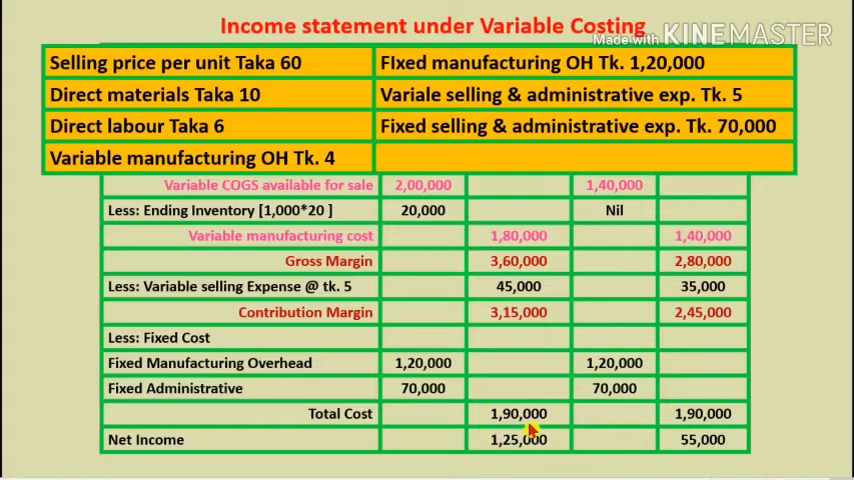 Income statement under Variable Costing
Made with KINEMASTER
Selling price per unit Taka 60 FIxed manufacturing OH Tk. 1,20,000
Direct materials Taka 10 Variale selling & administrative exp. Tk. 5
Direct labour Taka 6 Fixed selling & administrative exp. Tk. 70,000
Variable manufacturing OH Tk. 4
Variable COGS available for sale 2,00,000 1,40,000
Less: Ending Inventory [1,000*20 ] 20,000 Nil
Variable manufacturing cost 1,80,000 1,40,000
Gross Margin 3,60,000 2,80,000
Less: Variable selling Expense @ tk. 5 45,000 35,000
Contribution Margin 3,15,000 2,45,000
Less: Fixed Cost
Fixed Manufacturing Overhead 1,20,000 1,20,000
Fixed Administrative 70,000 70,000
Total Cost 1,90,000 1,90,000
Net Income 1,25,000 55,000